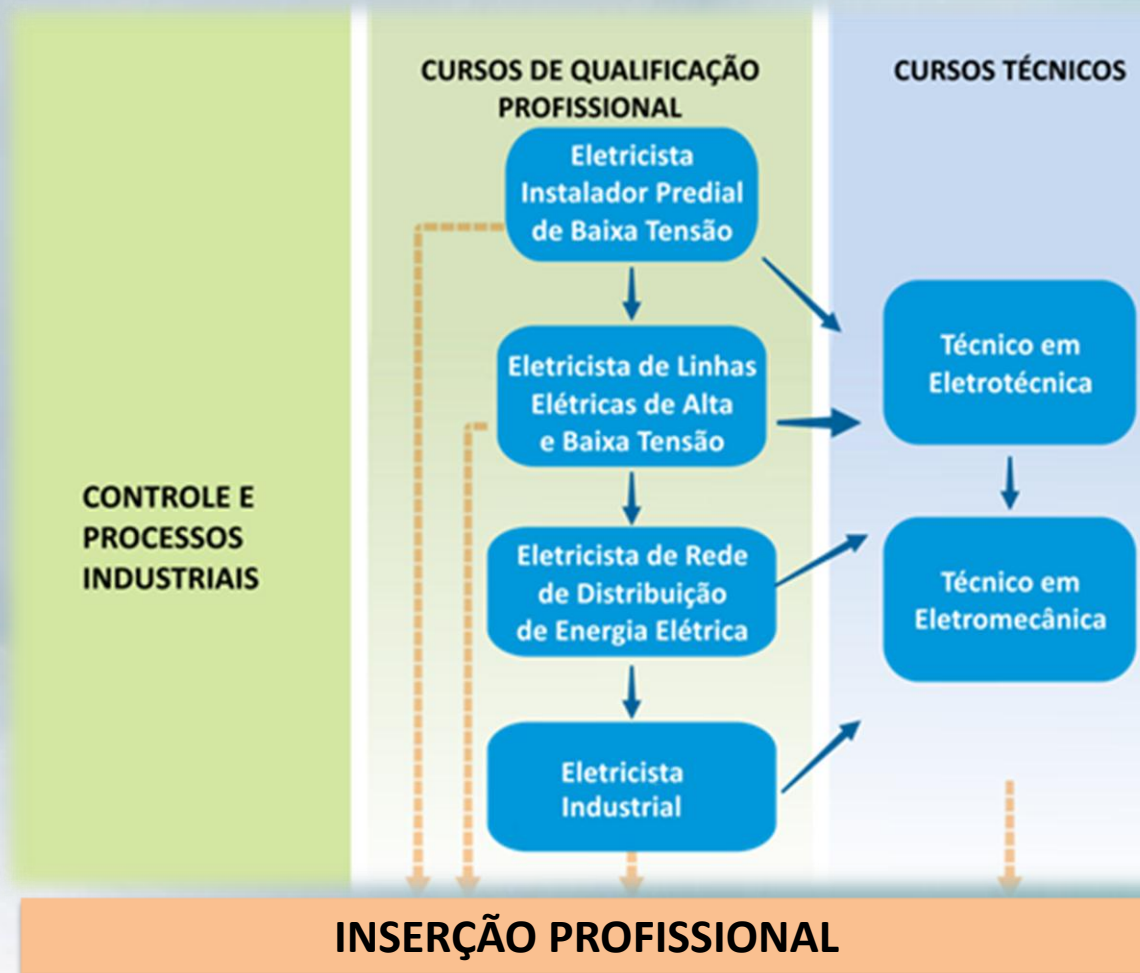 CURSOS DE QUALIFICAÇÃO
PROFISSIONAL
CURSOS TÉCNICOS
Eletricista
Instalador Predial
de Baixa Tensão
Eletricista de Linhas
Elétricas de Alta
e Baixa Tensão
Técnico em
Eletrotécnica
CONTROLE E
PROCESSOS
INDUSTRIAIS
Eletricista de Rede
de Distribuição
de Energia Elétrica
Técnico em
Eletromecânica
Eletricista
Industrial
INSERÇÃO PROFISSIONAL